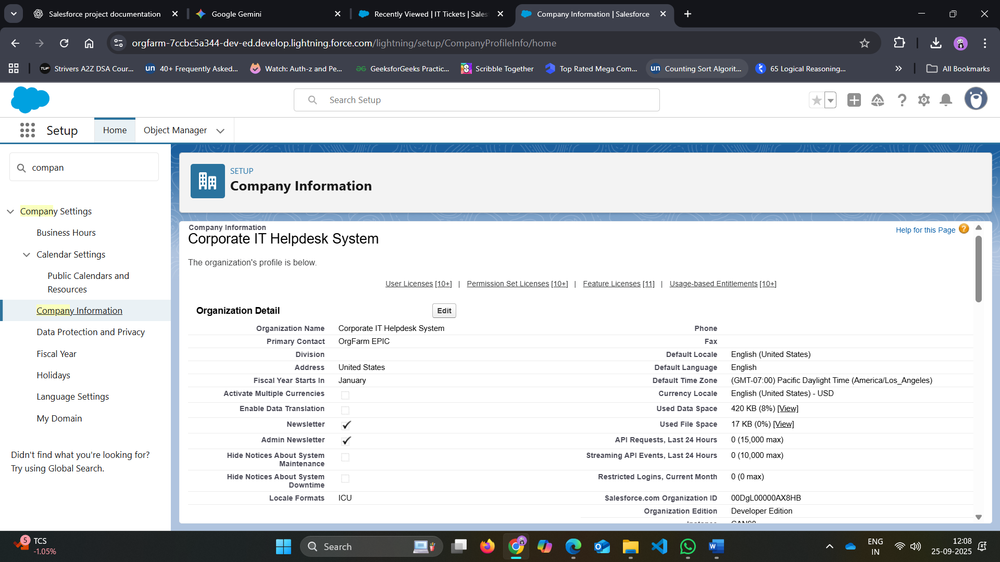 Salesforce project documentation
Google Gemini
Recently Viewed | IT Tickets | Sales
Company Information | Salesforce
orgfarm-7ccbc5a344-dev-ed.develop.lightning.force.com/lightning/setup/CompanyProfileInfo/home
TUF Strivers A2Z DSA Cour...
un 40+ Frequently Asked...
Watch: Auth-z and Pe...
GeeksforGeeks Practic...
Scribble Together
Top Rated Mega Com...
un Counting Sort Algorit...
65 Logical Reasoning...
All Bookmarks
Search Setup
Setup
Home
Object Manager
compan
Company Settings
Business Hours
Calendar Settings
Public Calendars and
Resources
Company Information
Data Protection and Privacy
Fiscal Year
Holidays
Language Settings
My Domain
Didn't find what you're looking for?
Try using Global Search.
SETUP
Company Information
Company Information
Corporate IT Helpdesk System
Help for this Page ?
The organization's profile is below.
User Licenses [10+] | Permission Set Licenses [10+] | Feature Licenses [11] | Usage-based Entitlements [10+]
Organization Detail
Edit
Organization Name Corporate IT Helpdesk System
Phone
Primary Contact OrgFarm EPIC
Fax
Division
Default Locale English (United States)
Address United States
Default Language English
Fiscal Year Starts In January
Default Time Zone (GMT-07:00) Pacific Daylight Time (America/Los_Angeles)
Activate Multiple Currencies
Currency Locale English (United States) - USD
Enable Data Translation
Used Data Space 420 KB (8%) [View]
Newsletter
Used File Space 17 KB (0%) [View]
Admin Newsletter
API Requests, Last 24 Hours 0 (15,000 max)
Hide Notices About System
Maintenance
Streaming API Events, Last 24 Hours 0 (10,000 max)
Hide Notices About System
Downtime
Restricted Logins, Current Month 0 (0 max)
Locale Formats ICU
Salesforce.com Organization ID 00DgL00000AX8HB
Organization Edition Developer Edition
5
TCS
-1.05%
Search
ENG
IN
12:08
25-09-2025